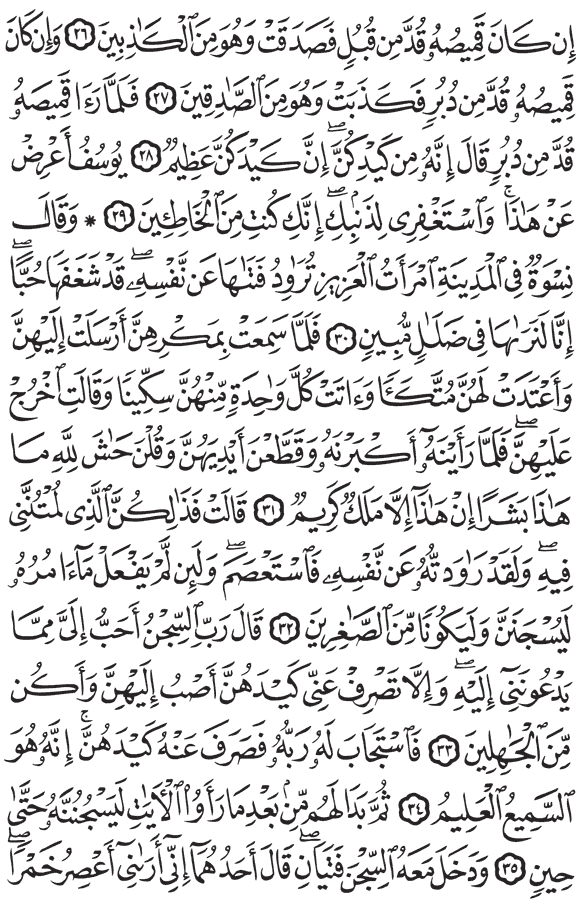 إِن كَانَ قَمِيصُهُۥ قُدَّ مِن قُبُلٍ فَصَدَقَتْ وَهُوَ مِنَ ٱلْكَٰذِبِينَ ٢٦ وَإِن كَانَ
قَمِيصُهُۥ قُدَّ مِن دُبُرٍ فَكَذَبَتْ وَهُوَ مِنَ ٱلصَّٰدِقِينَ ٢٧ فَلَمَّا رَءَا قَمِيصَهُۥ
قُدَّ مِن دُبُرٍ قَالَ إِنَّهُۥ مِن كَيْدِكُنَّۖ إِنَّ كَيْدَكُنَّ عَظِيمٌ ٢٨ يُوسُفُ أَعْرِضْ
عَنْ هَٰذَاۚ وَٱسْتَغْفِرِى لِذَنۢبِكِۖ إِنَّكِ كُنتِ مِنَ ٱلْخَاطِـِٔينَ ٢٩ * وَقَالَ
نِسْوَةٌ فِى ٱلْمَدِينَةِ ٱمْرَأَتُ ٱلْعَزِيزِ تُرَٰوِدُ فَتَىٰهَا عَن نَّفْسِهِۦۖ قَدْ شَغَفَهَا حُبًّاۖ
إِنَّا لَنَرَىٰهَا فِى ضَلَٰلٍ مُّبِينٍ ٣٠ فَلَمَّا سَمِعَتْ بِمَكْرِهِنَّ أَرْسَلَتْ إِلَيْهِنَّ
وَأَعْتَدَتْ لَهُنَّ مُتَّكَـًٔا وَءَاتَتْ كُلَّ وَٰحِدَةٍ مِّنْهُنَّ سِكِّينًا وَقَالَتِ ٱخْرُجْ
عَلَيْهِنَّۖ فَلَمَّا رَأَيْنَهُۥٓ أَكْبَرْنَهُۥ وَقَطَّعْنَ أَيْدِيَهُنَّ وَقُلْنَ حَٰشَ لِلَّهِ مَا
هَٰذَا بَشَرًا إِنْ هَٰذَآ إِلَّا مَلَكٌ كَرِيمٌ ٣١ قَالَتْ فَذَٰلِكُنَّ ٱلَّذِى لُمْتُنَّنِى
فِيهِۖ وَلَقَدْ رَٰوَدتُّهُۥ عَن نَّفْسِهِۦ فَٱسْتَعْصَمَۖ وَلَئِن لَّمْ يَفْعَلْ مَآ ءَامُرُهُۥ
لَيُسْجَنَنَّ وَلَيَكُونًا مِّنَ ٱلصَّٰغِرِينَ ٣٢ قَالَ رَبِّ ٱلسِّجْنُ أَحَبُّ إِلَىَّ مِمَّا
يَدْعُونَنِىٓ إِلَيْهِۖ وَإِلَّا تَصْرِفْ عَنِّى كَيْدَهُنَّ أَصْبُ إِلَيْهِنَّ وَأَكُن
مِّنَ ٱلْجَٰهِلِينَ ٣٣ فَٱسْتَجَابَ لَهُۥ رَبُّهُۥ فَصَرَفَ عَنْهُ كَيْدَهُنَّۚ إِنَّهُۥ هُوَ
ٱلسَّمِيعُ ٱلْعَلِيمُ ٣٤ ثُمَّ بَدَا لَهُم مِّنۢ بَعْدِ مَا رَأَوُا۟ ٱلْءَايَٰتِ لَيَسْجُنُنَّهُۥ حَتَّىٰ
حِينٍ ٣٥ وَدَخَلَ مَعَهُ ٱلسِّجْنَ فَتَيَانِۖ قَالَ أَحَدُهُمَآ إِنِّىٓ أَرَىٰنِىٓ أَعْصِرُ خَمْرًاۖ